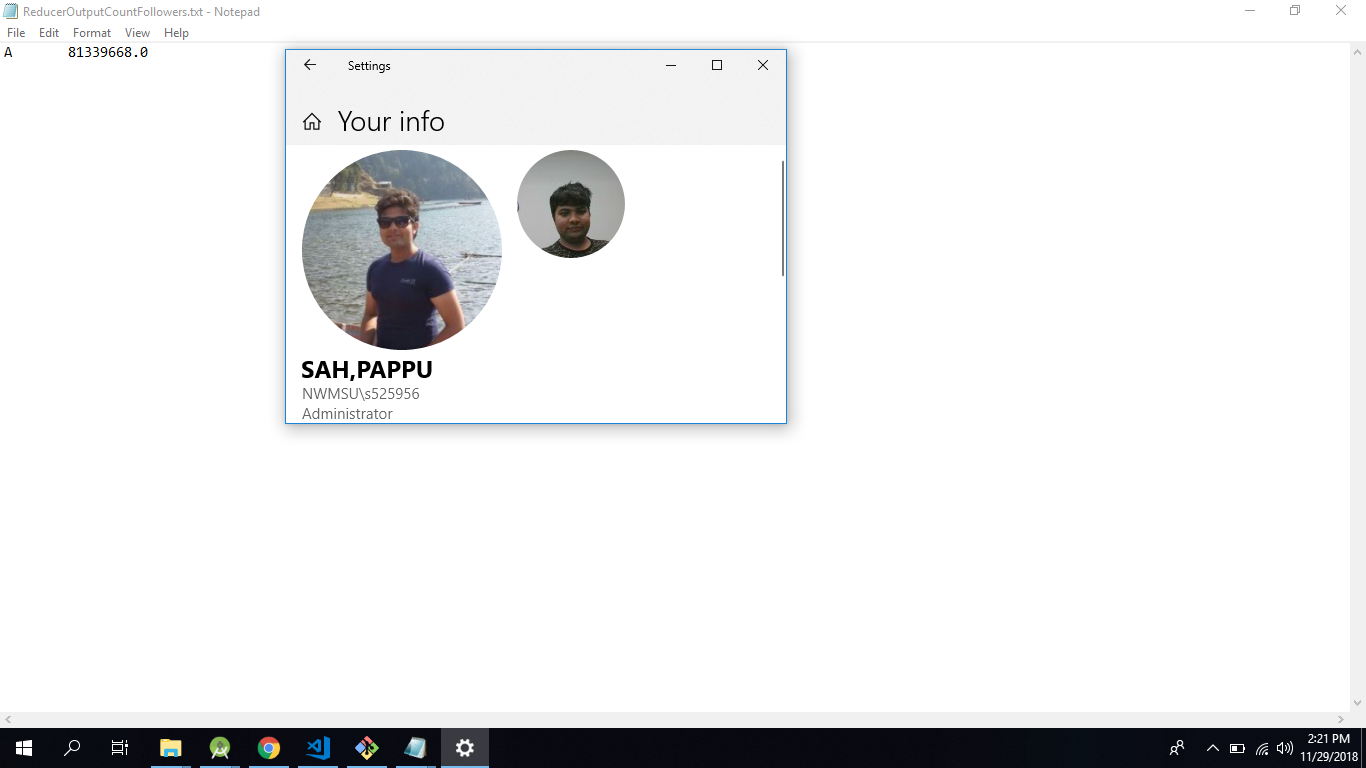 ReducerOutputCountFollowers.txt - Notepad
File Edit Format View Help
A 81339668.0
Settings
Your info
SAH,PAPPU
NWMSU\s525956
Administrator
2:21 PM
11/29/2018